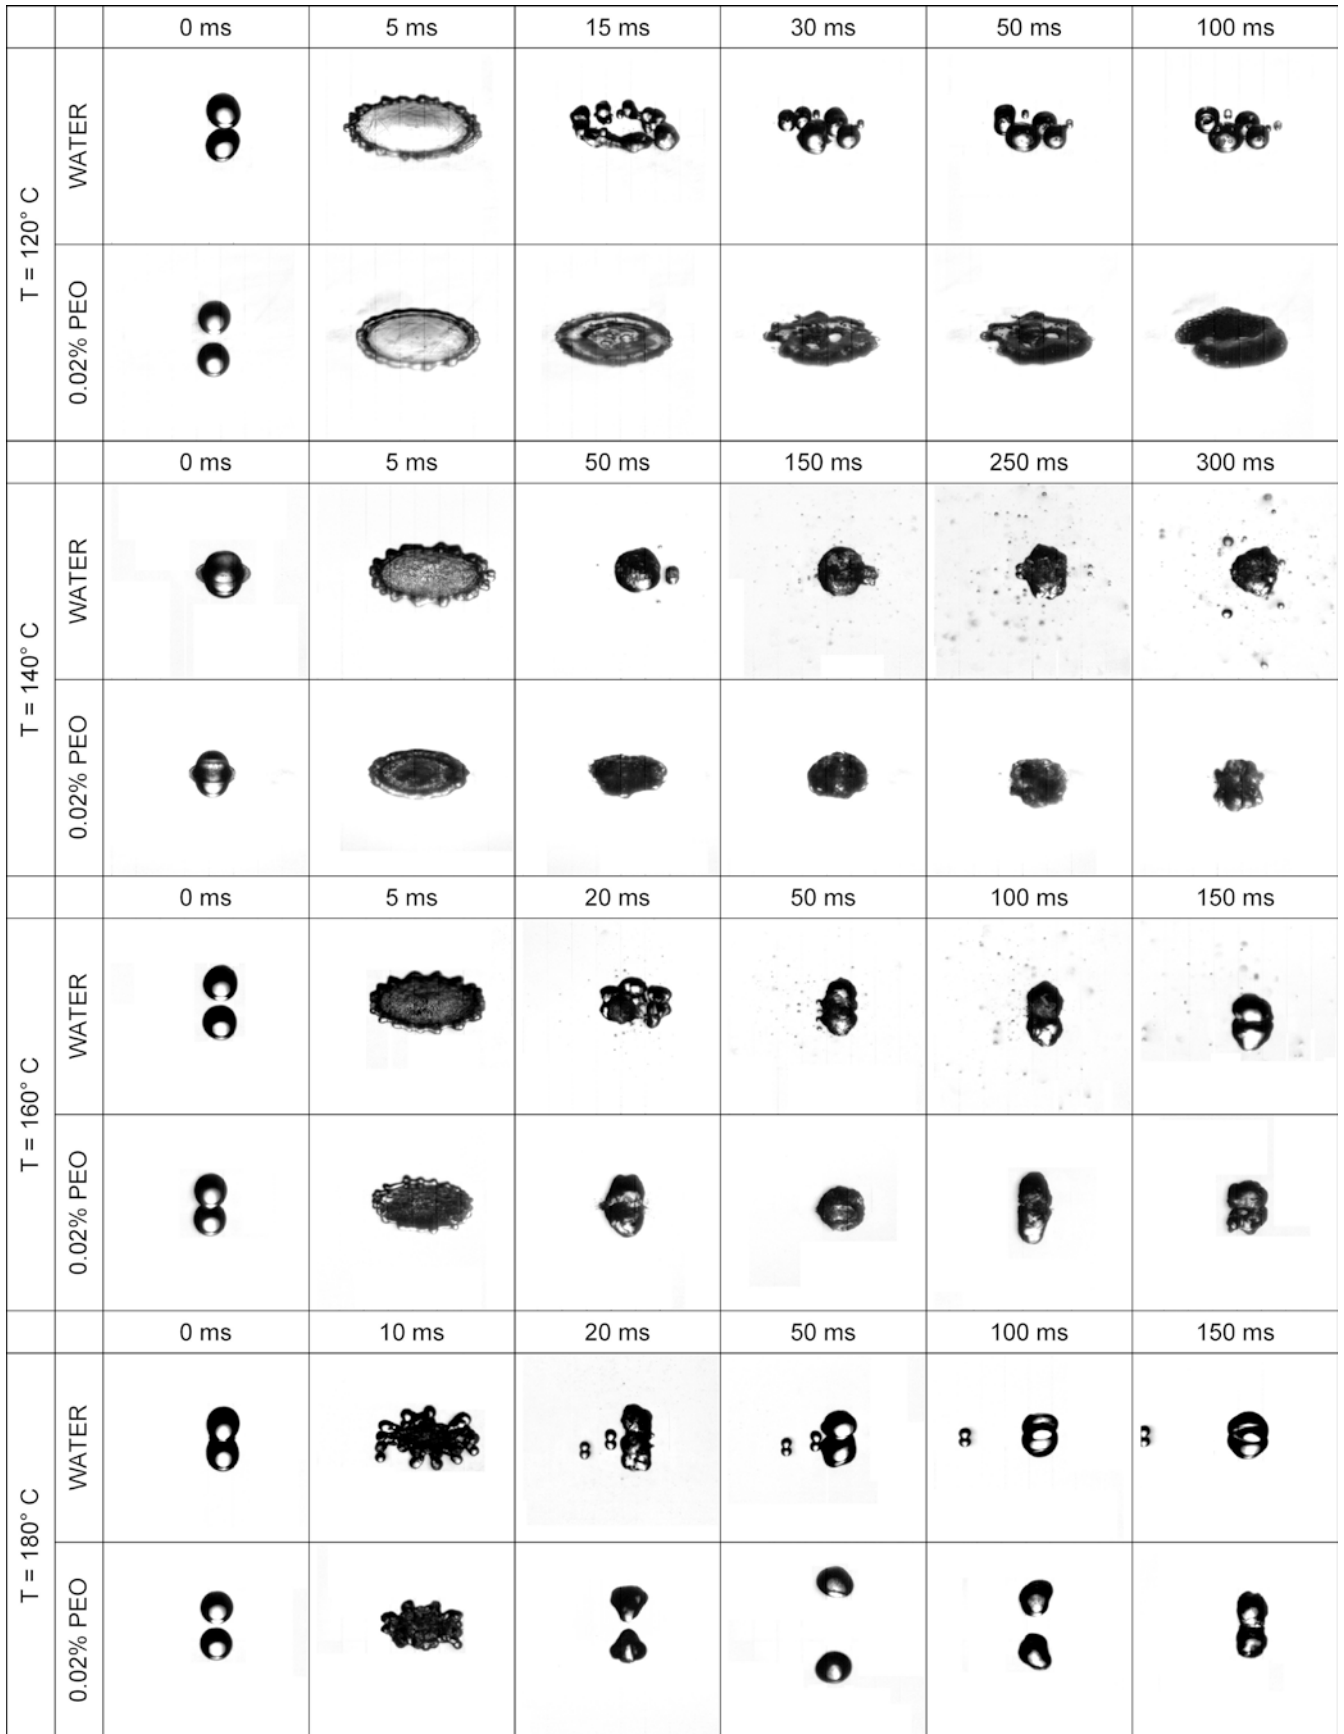 0 ms 5 ms 15 ms 30 ms 50 ms 100 ms
T = 120° C
WATER
0.02% PEO
0 ms 5 ms 50 ms 150 ms 250 ms 300 ms
T = 140° C
WATER
0.02% PEO
0 ms 5 ms 20 ms 50 ms 100 ms 150 ms
T = 160° C
WATER
0.02% PEO
0 ms 10 ms 20 ms 50 ms 100 ms 150 ms
T = 180° C
WATER
0.02% PEO